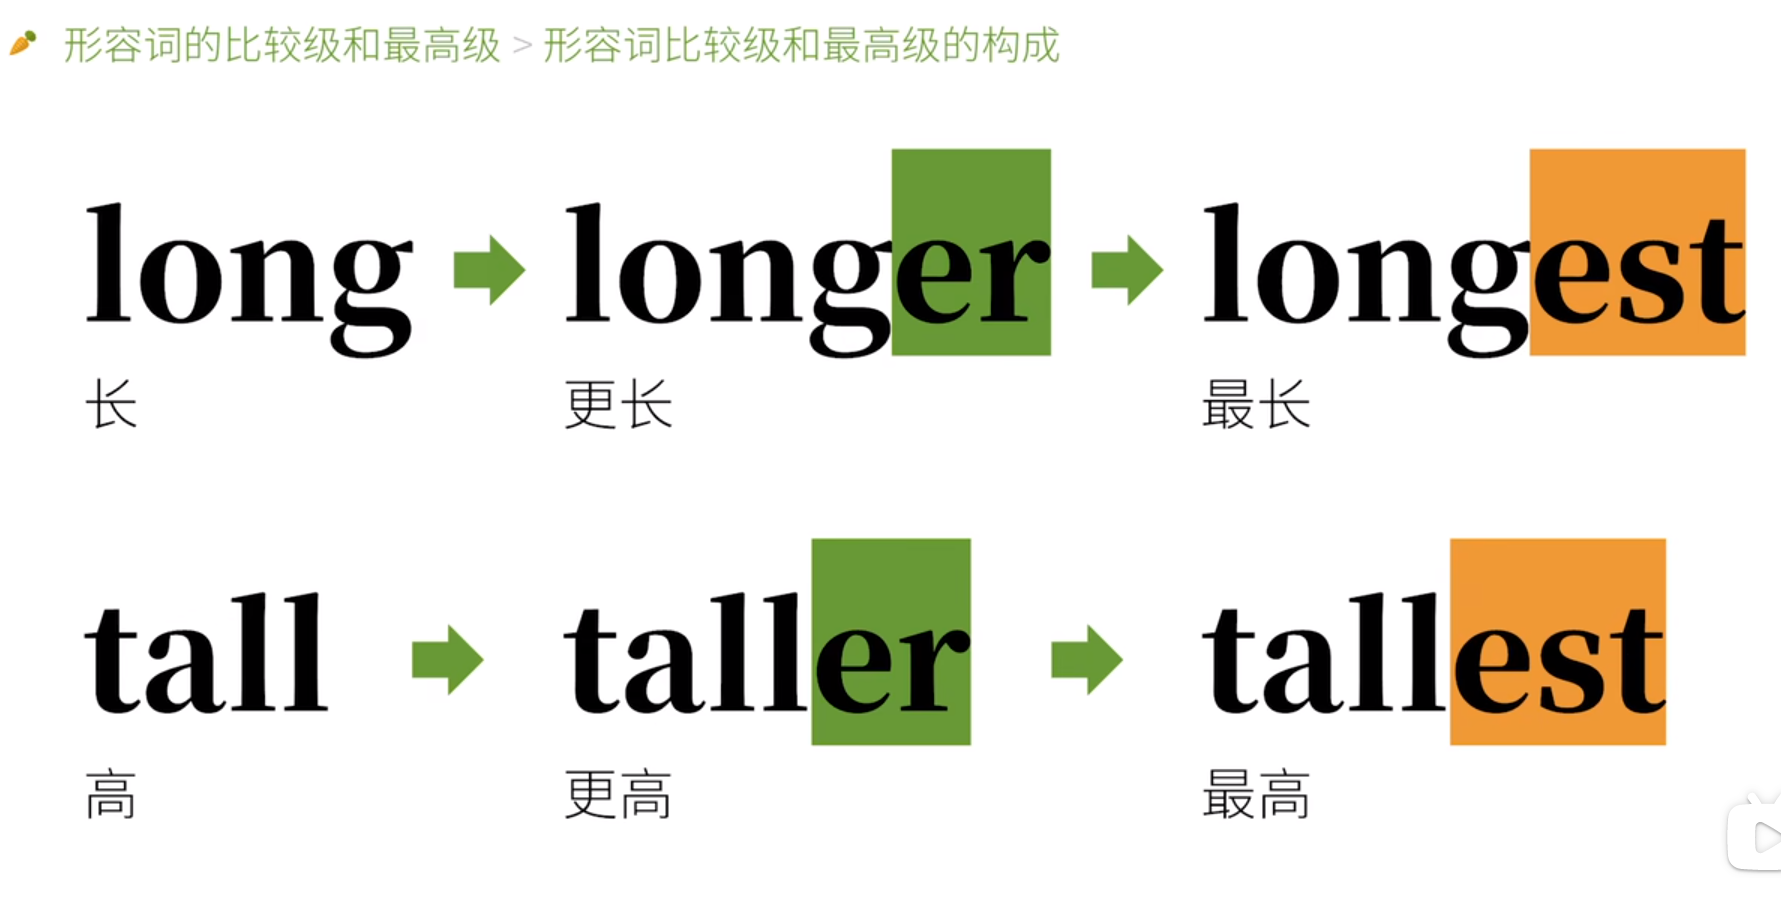 形容词的比较级和最高级 > 形容词比较级和最高级的构成
long longer longest
长 更长 最长
tall taller tallest
高 更高 最高